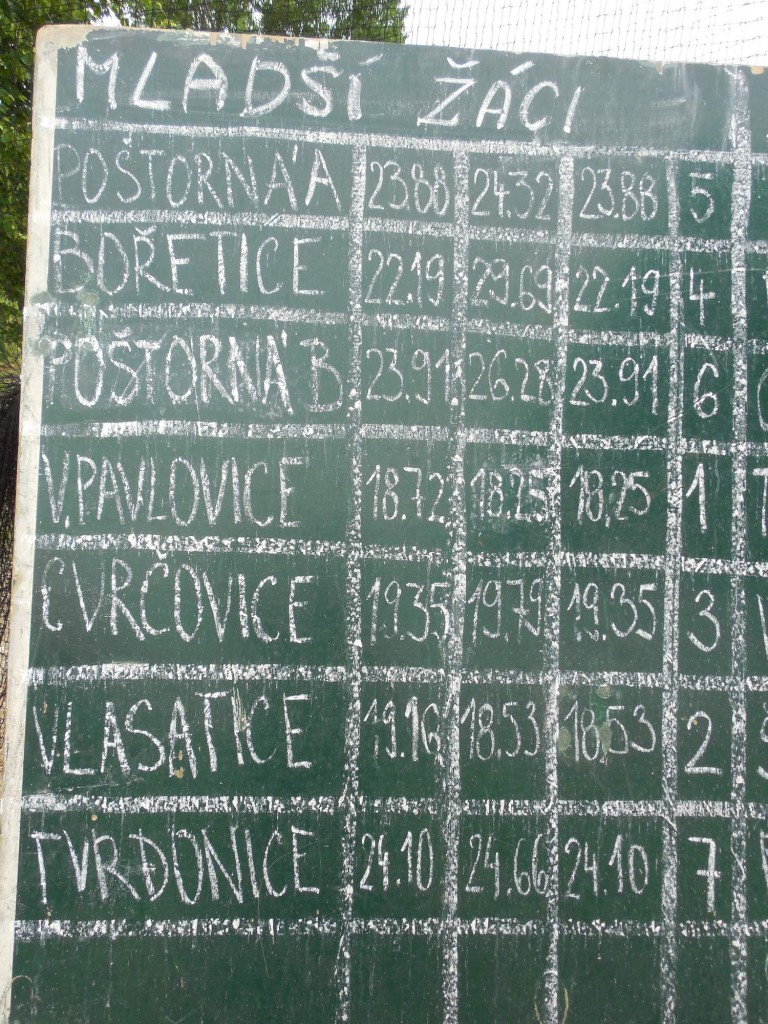 MLADŠÍ ŽÁCI
POŠTORNÁ A 23.88 24.32 23.88 5
BOŘETICE 22.19 29.69 22.19 4
POŠTORNÁ B. 23.91 26.28 23.91 6
V.PAVLOVICE 18.72 18.25 18,25 1
CVRČOVICE 19.35 19.79 19.35 3
VLASATICE 19.16 18.53 18.53 2
TVRDONICE 24.10 24.66 24.10 7